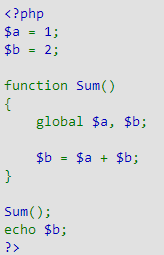 <?php
$a = 1;
$b = 2;
function Sum()
{
global $a, $b;
$b = $a + $b;
}
Sum();
echo $b;
?>